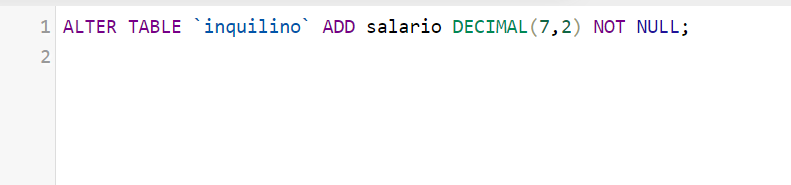 1 ALTER TABLE `inquilino` ADD salario DECIMAL(7,2) NOT NULL;
2